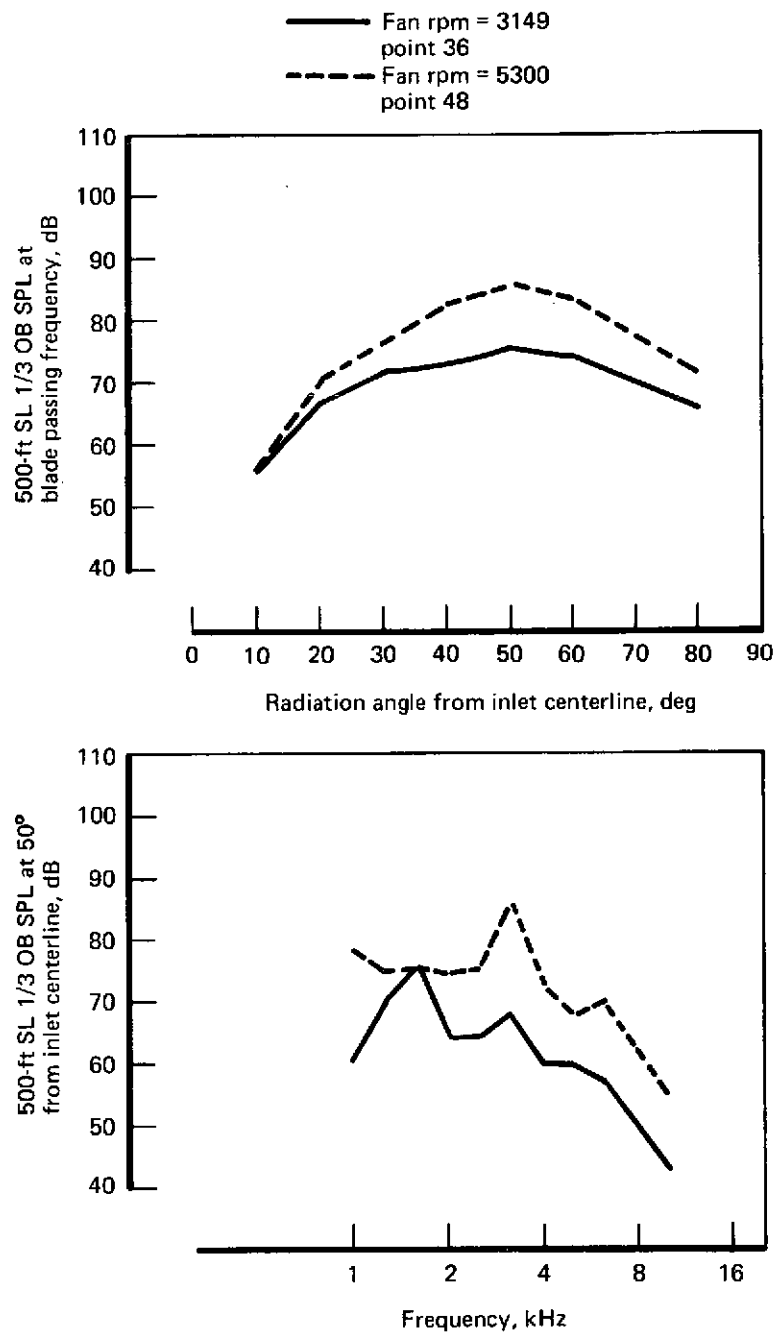 Fan rpm = 3149
point 36
Fan rpm = 5300
point 48
500-ft SL 1/3 OB SPL at
blade passing frequency, dB
110
100
90
80
70
60
50
40
0 10 20 30 40 50 60 70 80 90
Radiation angle from inlet centerline, deg
500-ft SL 1/3 OB SPL at 50°
from inlet centerline, dB
110
100
90
80
70
60
50
40
1 2 4 8 16
Frequency, kHz